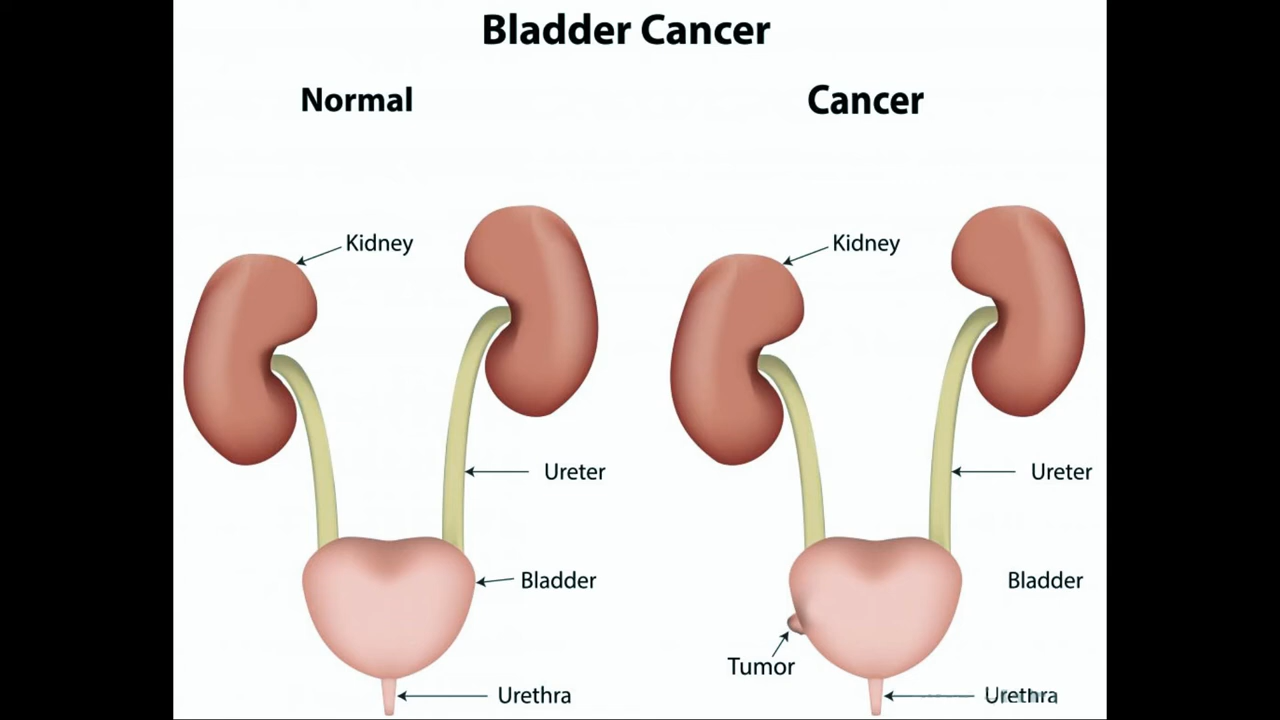 Bladder Cancer
Normal
Cancer
Kidney
Kidney
Ureter
Ureter
Bladder
Bladder
Tumor
Urethra
Urethra